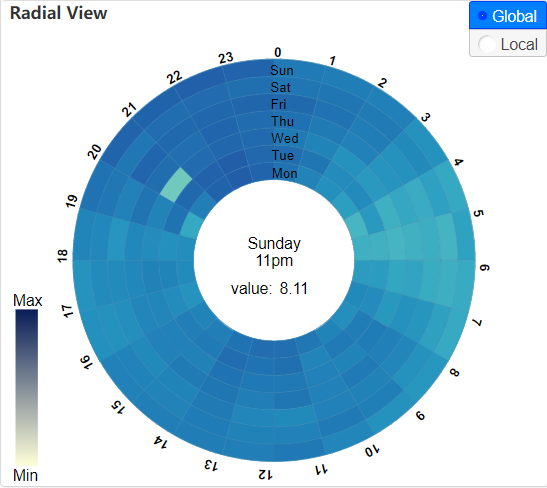 Radial View
Global
Local
0
1
2
3
4
5
6
7
8
9
10
11
12
13
14
15
16
17
18
19
20
21
22
23
Sun
Sat
Fri
Thu
Wed
Tue
Mon
Sunday
11pm
value: 8.11
Max
Min